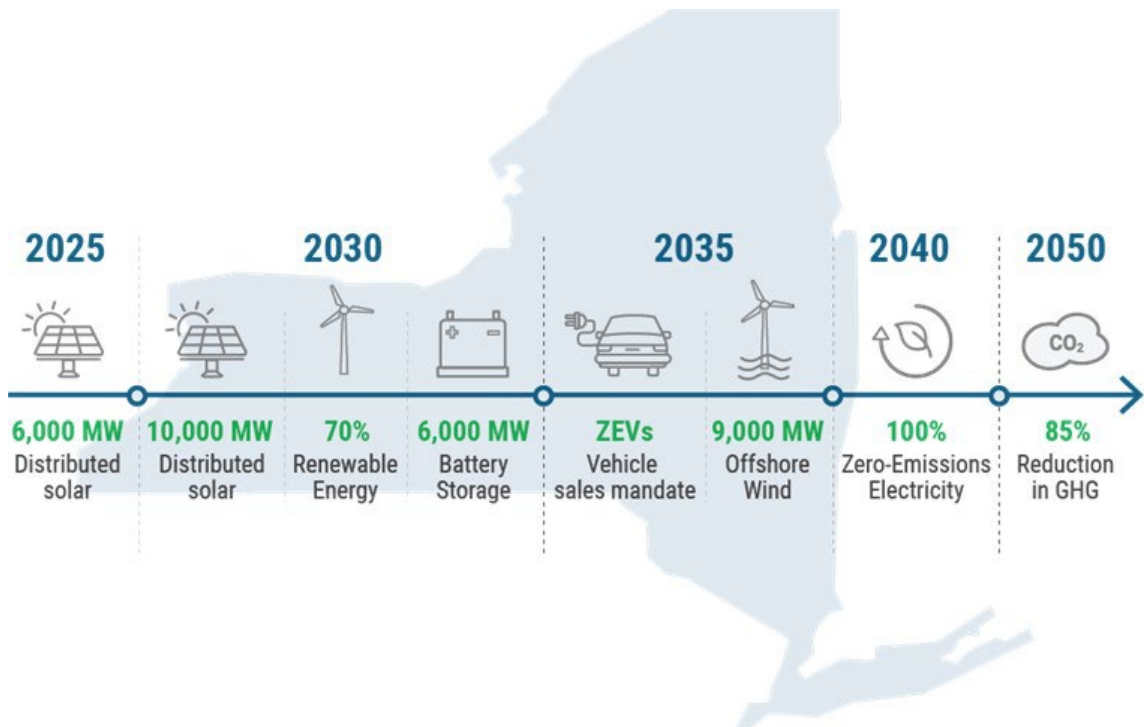 2025
2030
2035
2040
2050
CO₂
6,000 MW
Distributed
solar
10,000 MW
Distributed
solar
70%
Renewable
Energy
6,000 MW
Battery
Storage
ZEVs
Vehicle
sales mandate
9,000 MW
Offshore
Wind
100%
Zero-Emissions
Electricity
85%
Reduction
in GHG